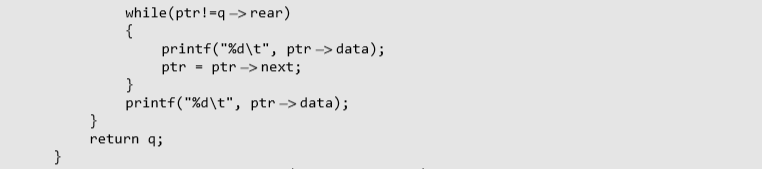 while(ptr!=q –> rear)
{
printf("%d\t", ptr –> data);
ptr = ptr –> next;
}
printf("%d\t", ptr –> data);
}
return q;
}